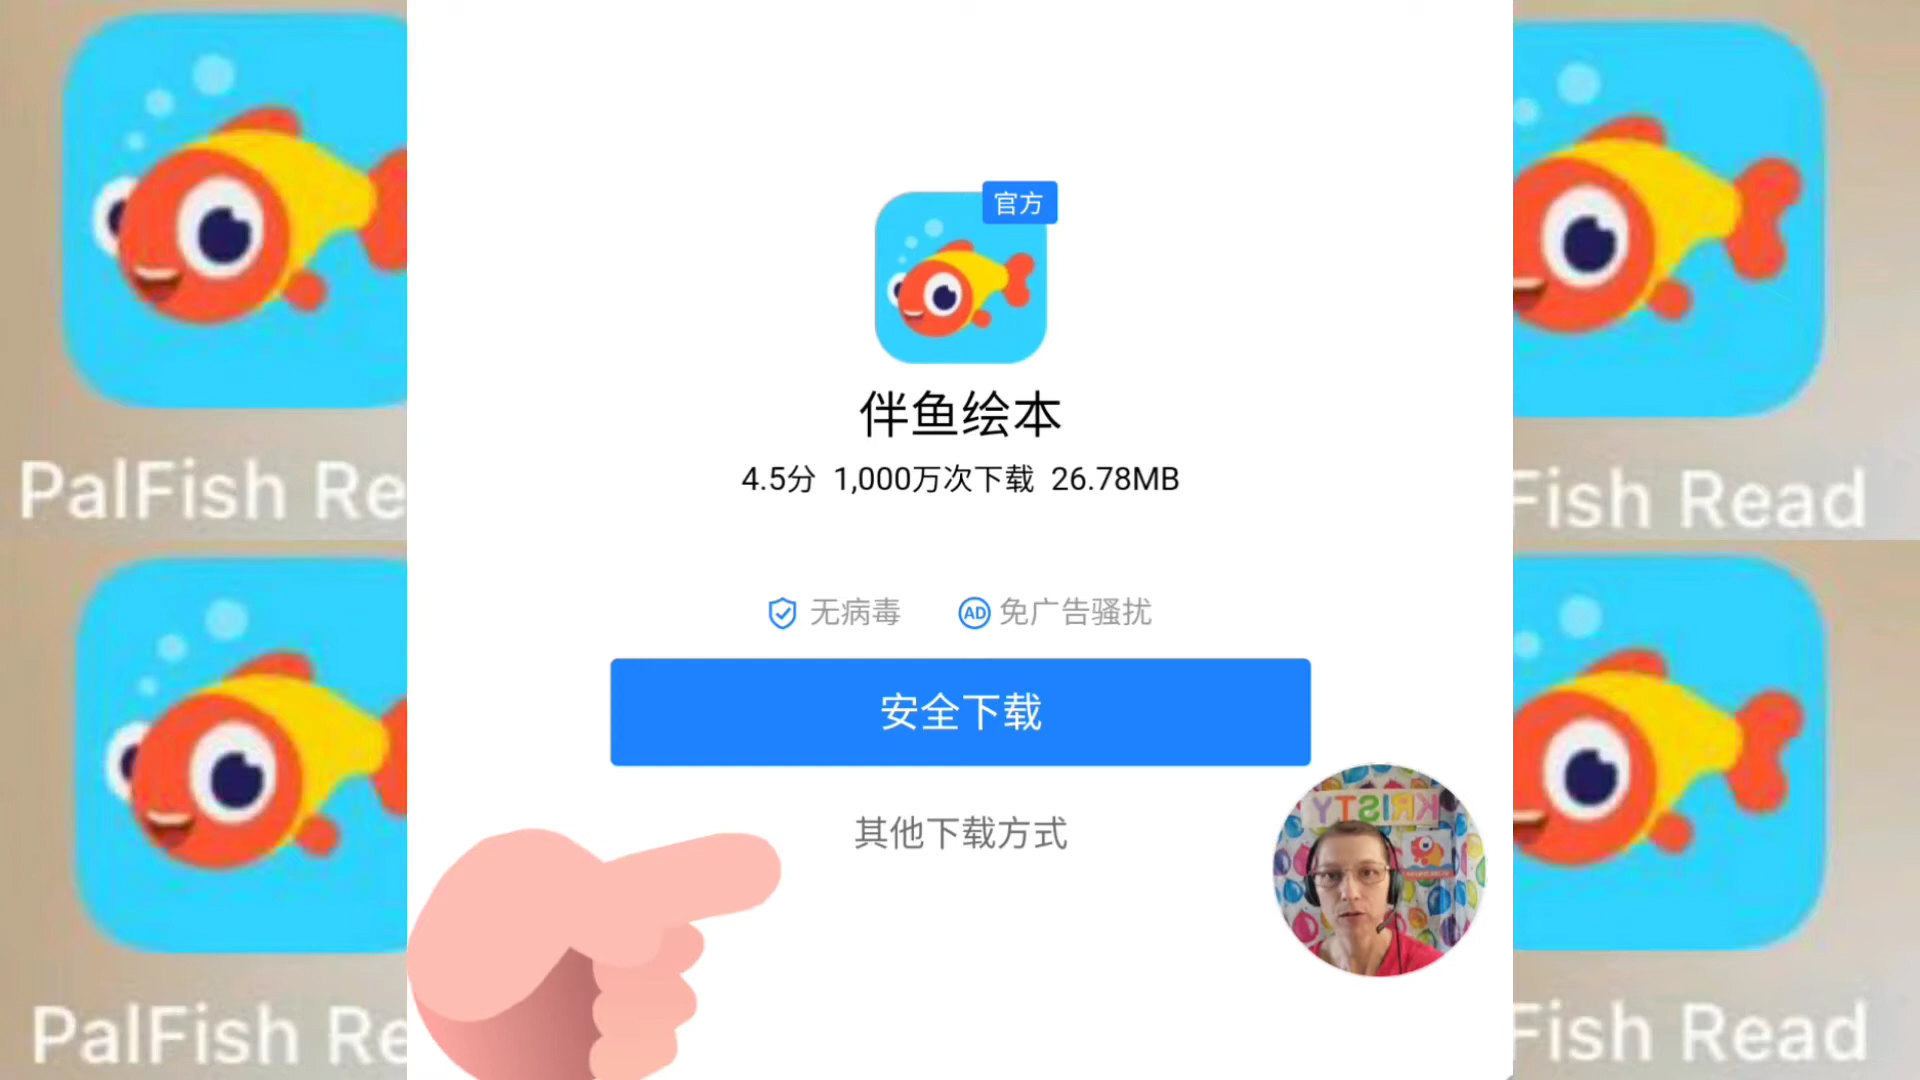 官方
伴鱼绘本
4.5分 1,000万次下载 26.78MB
无病毒
AD 免广告骚扰
安全下载
其他下载方式
PalFish Re
Fish Read
PalFish Re
Fish Read
KRISTY